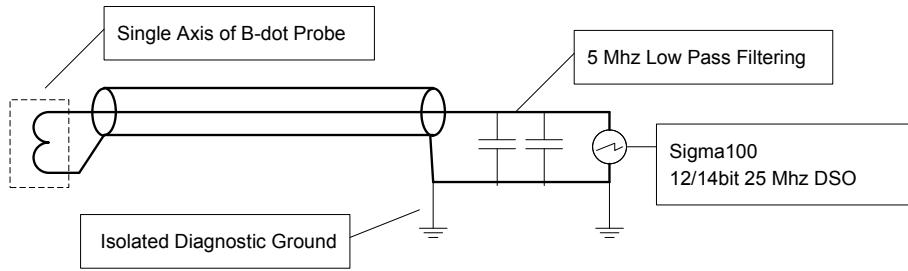 Single Axis of B-dot Probe
5 Mhz Low Pass Filtering
Sigma100
12/14bit 25 Mhz DSO
Isolated Diagnostic Ground